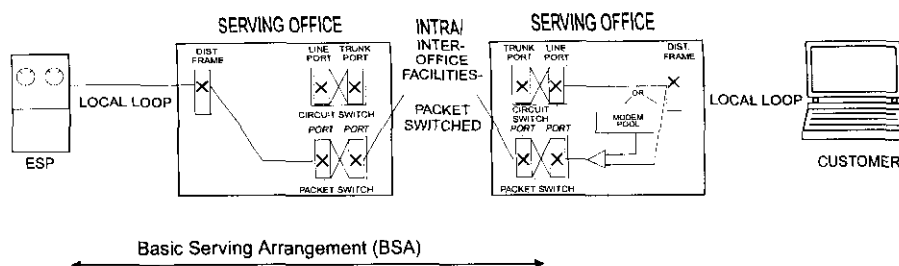 SERVING OFFICE
DIST.
FRAME
LINE
PORT
TRUNK
PORT
CIRCUIT SWITCH
PORT
PORT
PACKET SWITCH
ESP
LOCAL LOOP
INTRA/
INTER-
OFFICE
FACILITIES-
PACKET
SWITCHED
SERVING OFFICE
TRUNK
PORT
LINE
PORT
DIST.
FRAME
CIRCUIT
SWITCH
OR
MODEM
POOL
PORT
PORT
PACKET SWITCH
LOCAL LOOP
CUSTOMER
Basic Serving Arrangement (BSA)